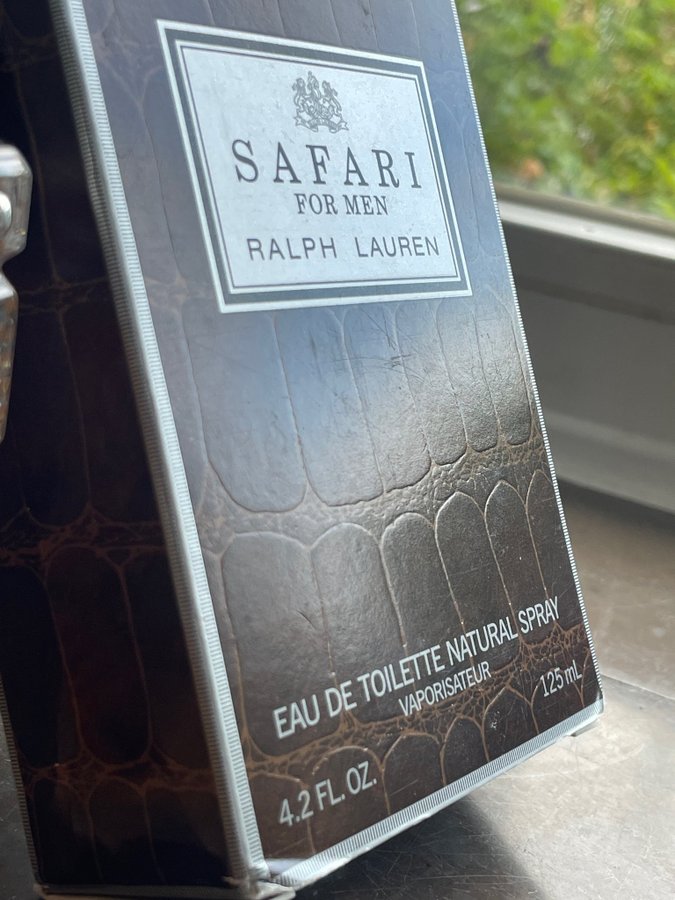 SAFARI
FOR MEN
RALPH LAUREN
EAU DE TOILETTE NATURAL SPRAY
VAPORISATEUR
4.2 FL. OZ.
125 mL